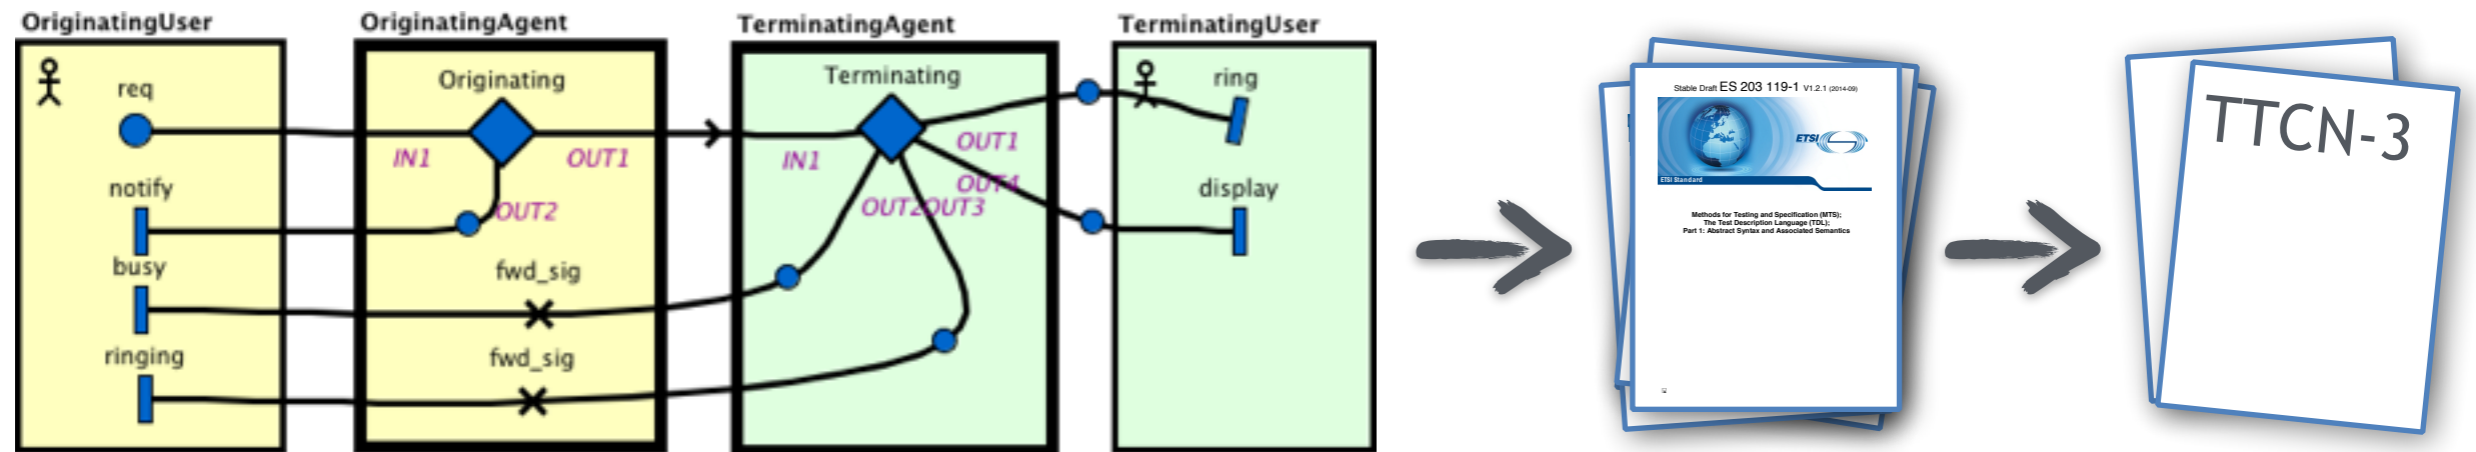 OriginatingUser
OriginatingAgent
TerminatingAgent
TerminatingUser
req
notify
busy
ringing
Originating
IN1
OUT1
OUT2
fwd_sig
fwd_sig
Terminating
IN1
OUT1
OUT4
OUT2
OUT3
ring
display
Stable Draft ES 203 119-1 V1.2.1 (2014-09)
ETSI
ETSI Standard
Methods for Testing and Specification (MTS);
The Test Description Language (TDL);
Part 1: Abstract Syntax and Associated Semantics
TTCN-3